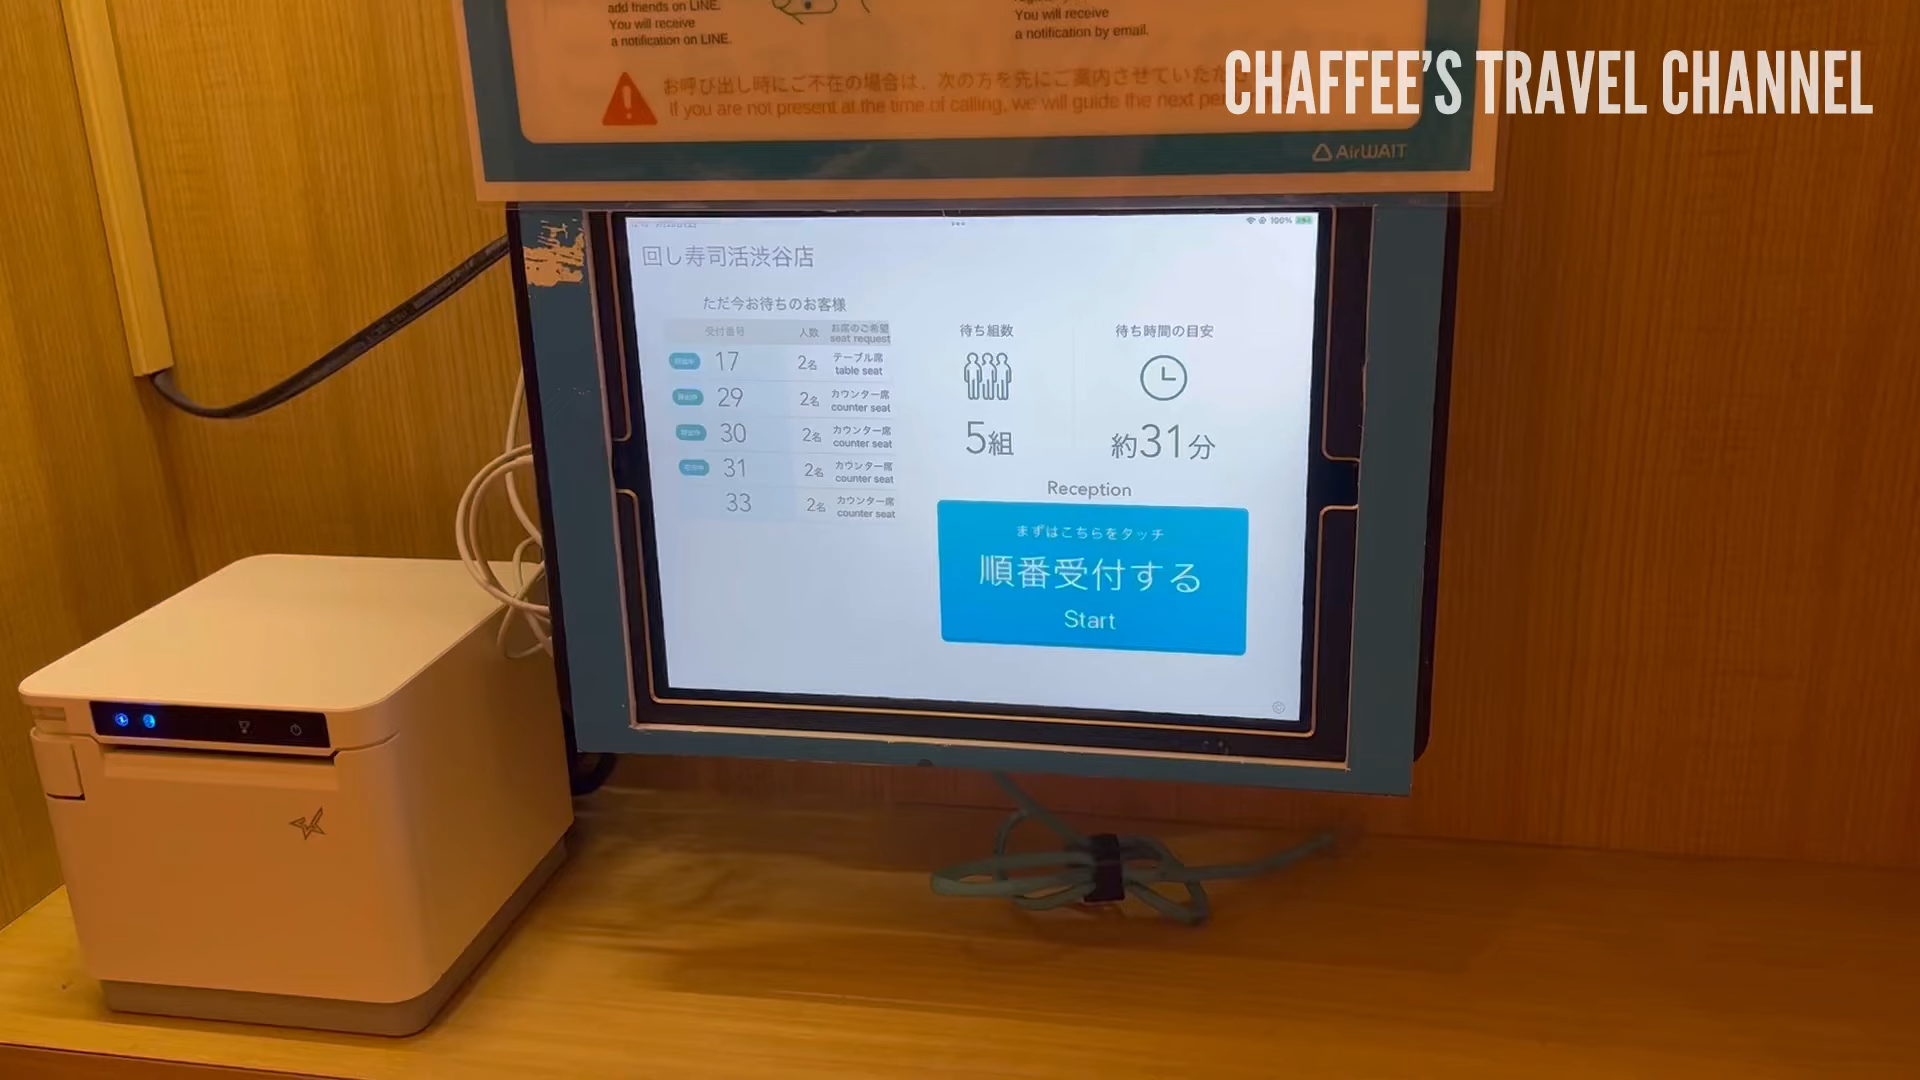 add friends on LINE.
You will receive
a notification on LINE.
You will receive
a notification by email.
お呼び出し時にご不在の場合は、次の方を先にご案内させていただ
If you are not present at the time of calling, we will guide the next
AirWAIT
CHAFFEE'S TRAVEL CHANNEL
100%
回し寿司活渋谷店
ただ今お待ちのお客様
受付番号 人数 お席のご希望
seat request
17 2名 テーブル席
table seat
29 2名 カウンター席
counter seat
30 2名 カウンター席
counter seat
31 2名 カウンター席
counter seat
33 2名 カウンター席
counter seat
待ち組数
5組
待ち時間の目安
約31分
Reception
まずはこちらをタッチ
順番受付する
Start